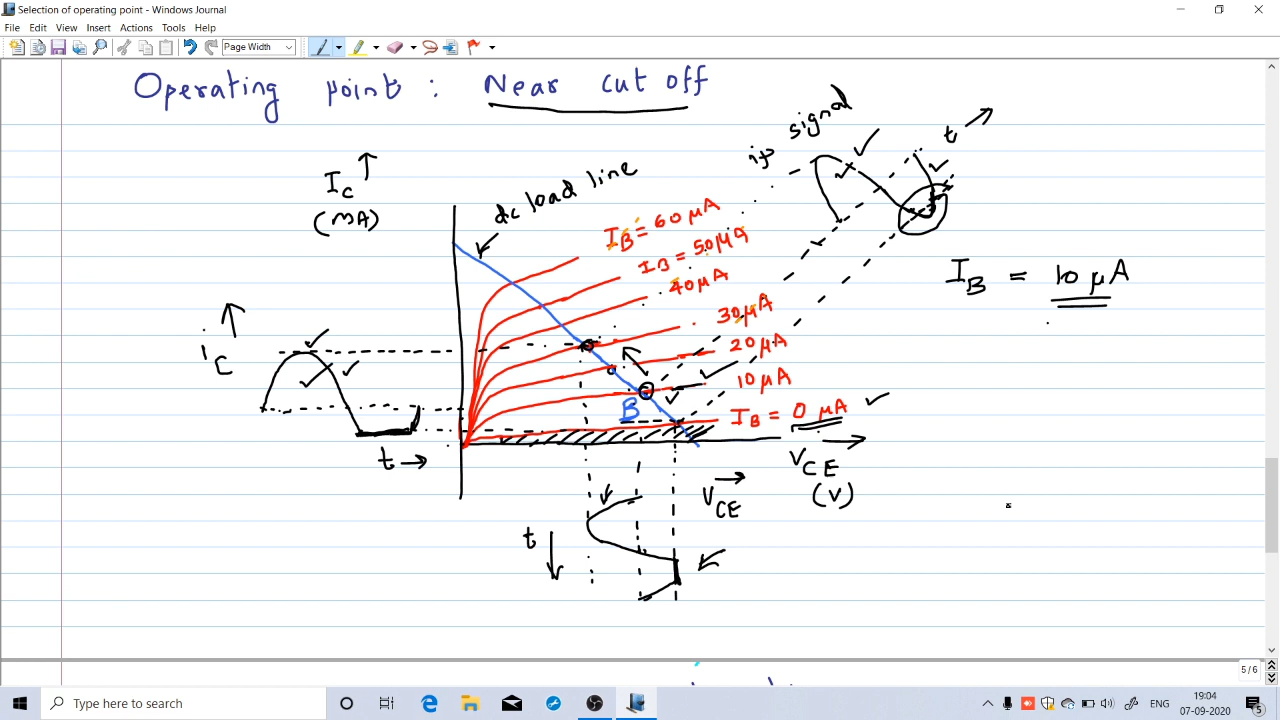 Selection of operating point - Windows Journal
File Edit View Insert Actions Tools Help
Page Width
Operating point : Near cut off
i/p signal
t
IC
(mA)
dc load line
IB = 60 μA
IB = 50 μA
40 μA
30 μA
20 μA
10 μA
IB = 0 μA
IB = 10 μA
iC
t
B
VCE
(V)
VCE
t
5/6
Type here to search
ENG
19:04
07-09-2020
5